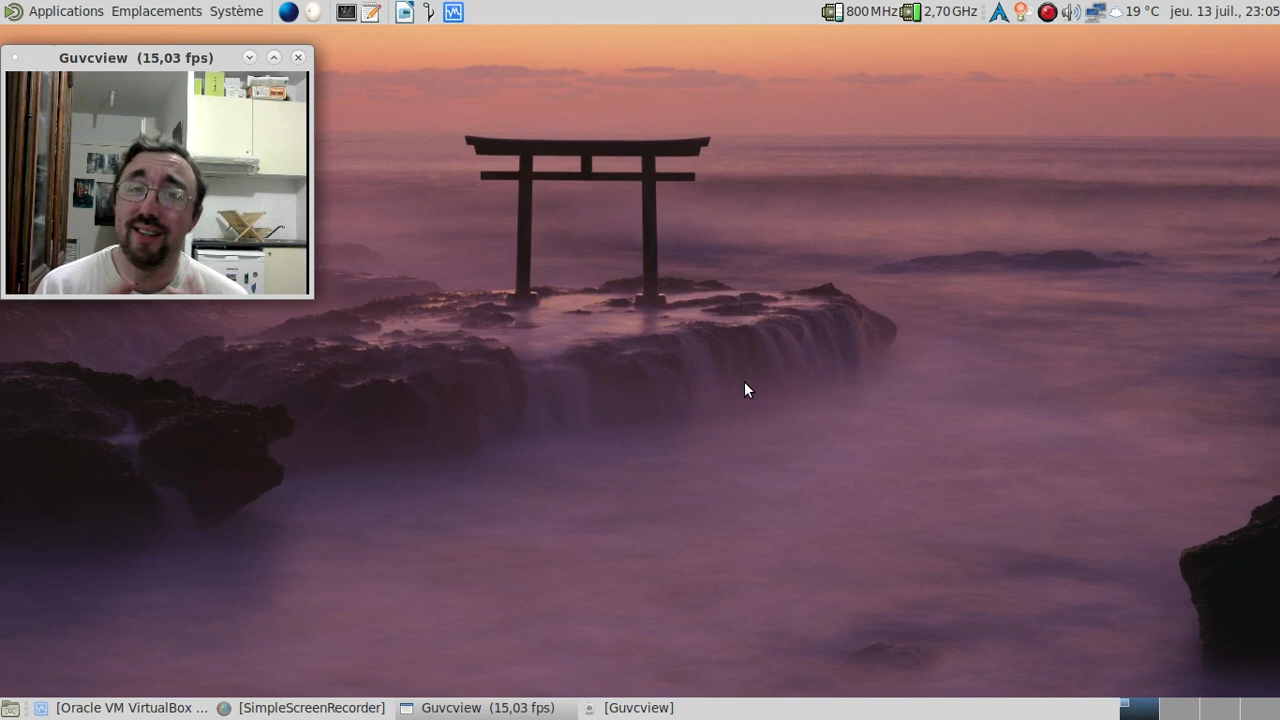 Applications Emplacements Système 800 MHz 2,70 GHz 19 °C jeu. 13 juil., 23:05
Guvcview (15,03 fps)
[Oracle VM VirtualBox ... [SimpleScreenRecorder] Guvcview (15,03 fps) [Guvcview]